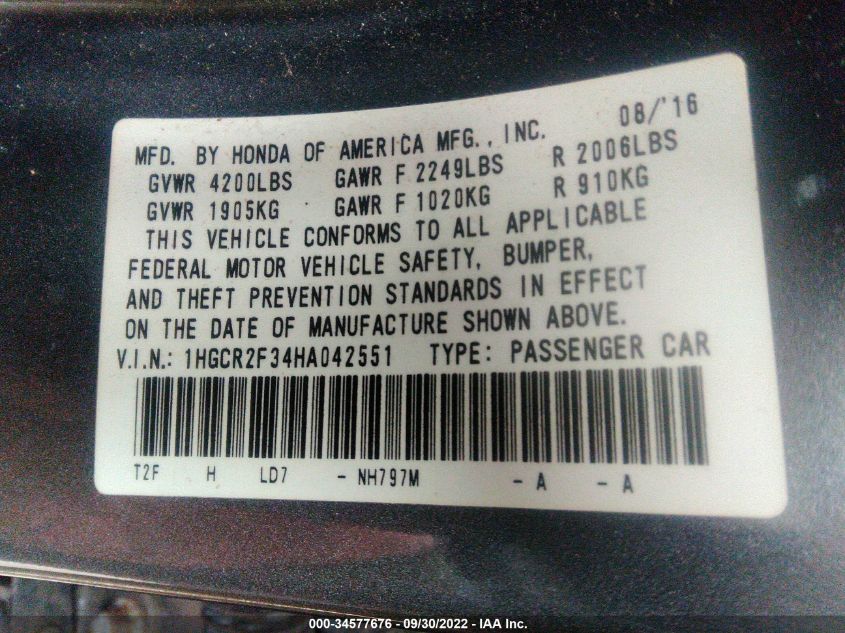 MFD. BY HONDA OF AMERICA MFG., INC. 08/'16
GVWR 4200LBS GAWR F 2249LBS R 2006LBS
GVWR 1905KG GAWR F 1020KG R 910KG
THIS VEHICLE CONFORMS TO ALL APPLICABLE
FEDERAL MOTOR VEHICLE SAFETY, BUMPER,
AND THEFT PREVENTION STANDARDS IN EFFECT
ON THE DATE OF MANUFACTURE SHOWN ABOVE.
V.I.N.: 1HGCR2F34HA042551 TYPE: PASSENGER CAR
T2F H LD7 - NH797M - A - A
000-34577676 - 09/30/2022 - IAA Inc.